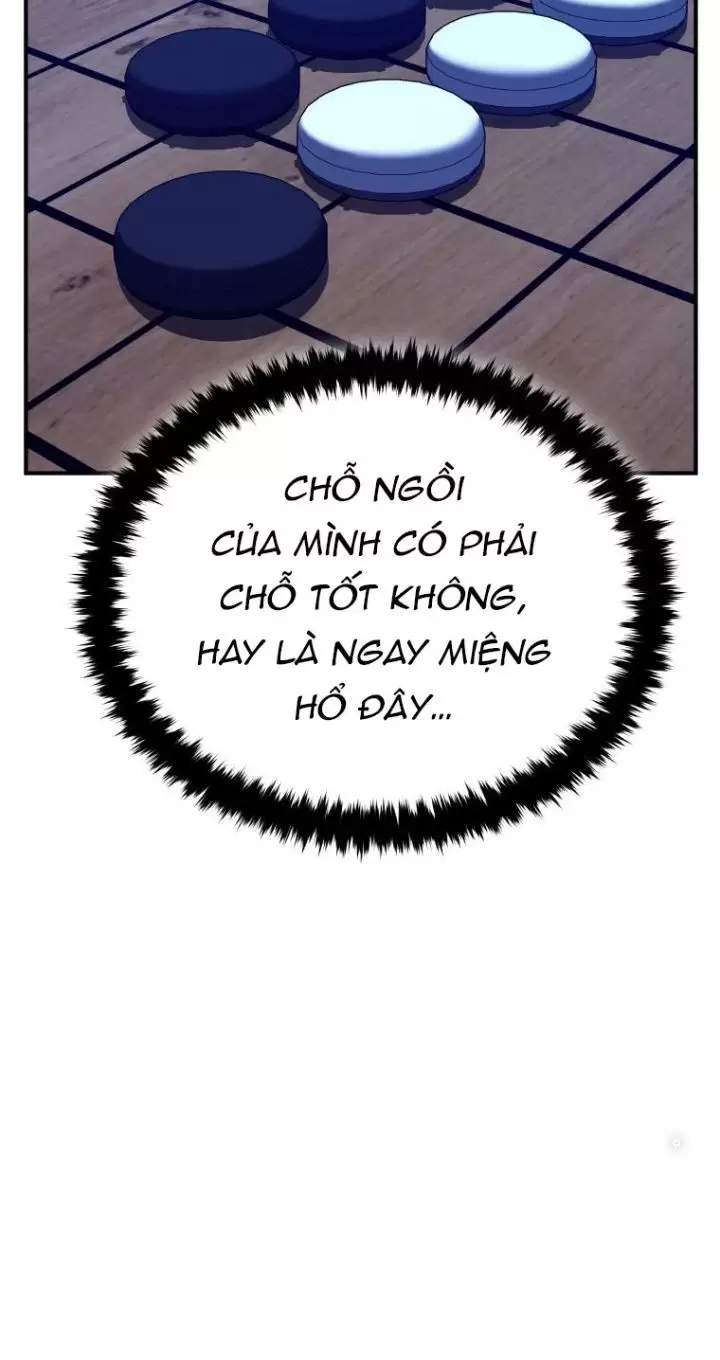 CHỖ NGỒI
CỦA MÌNH CÓ PHẢI
CHỖ TỐT KHÔNG,
HAY LÀ NGAY MIỆNG
HỔ ĐÂY...